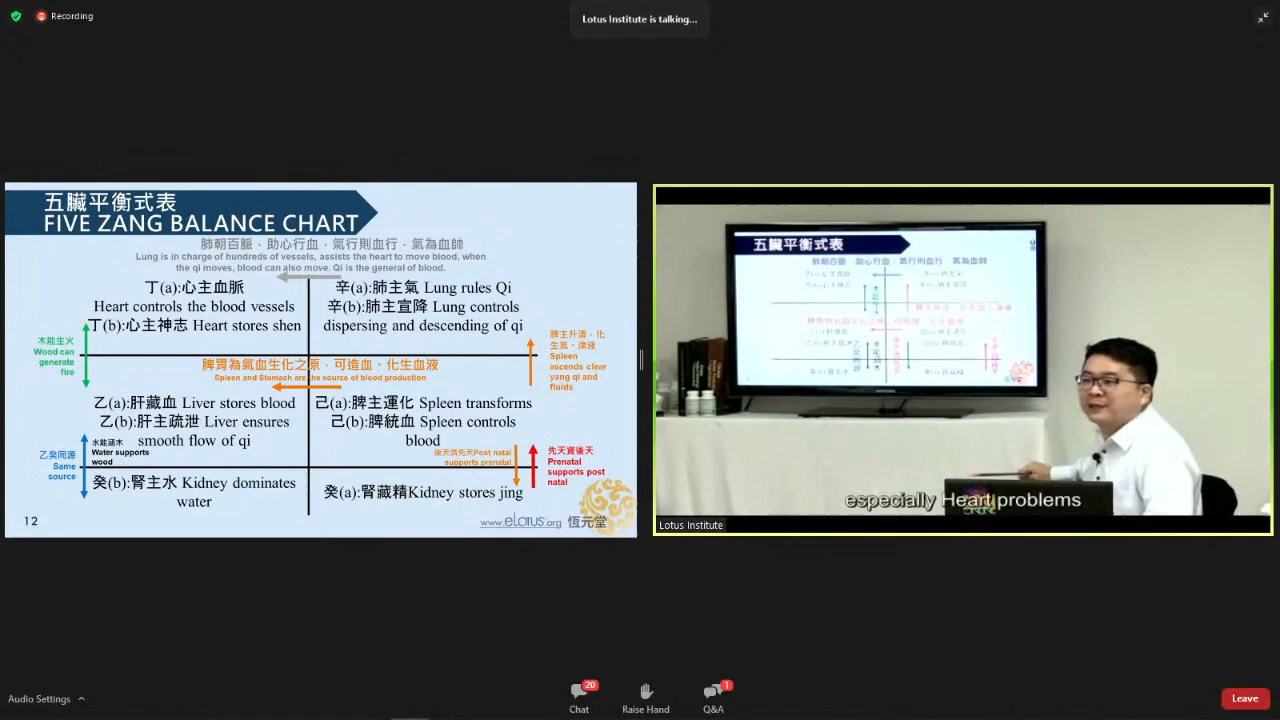 Recording
Lotus Institute is talking...
五臟平衡式表
FIVE ZANG BALANCE CHART
肺朝百脈，助心行血，氣行則血行，氣為血帥
Lung is in charge of hundreds of vessels, assists the heart to move blood, when
the qi moves, blood can also move. Qi is the general of blood.
丁(a):心主血脈
Heart controls the blood vessels
丁(b):心主神志 Heart stores shen
辛(a):肺主氣 Lung rules Qi
辛(b):肺主宣降 Lung controls
dispersing and descending of qi
木能生火
Wood can
generate
fire
脾主升清，化
生氣，津液
Spleen
ascends clear
yang qi and
fluids
脾胃為氣血生化之原，可造血、化生血液
Spleen and Stomach are the source of blood production
乙(a):肝藏血 Liver stores blood
乙(b):肝主疏泄 Liver ensures
smooth flow of qi
己(a):脾主運化 Spleen transforms
己(b):脾統血 Spleen controls
blood
乙癸同源
Same
source
水能涵木
Water supports
wood
後天濟先天Post natal
supports prenatal
先天資後天
Prenatal
supports post
natal
癸(b):腎主水 Kidney dominates
water
癸(a):腎藏精Kidney stores jing
12
www.eLotus.org 恆元堂
五臟平衡式表
especially Heart problems
Lotus Institute
Audio Settings
20
Chat
Raise Hand
1
Q&A
Leave